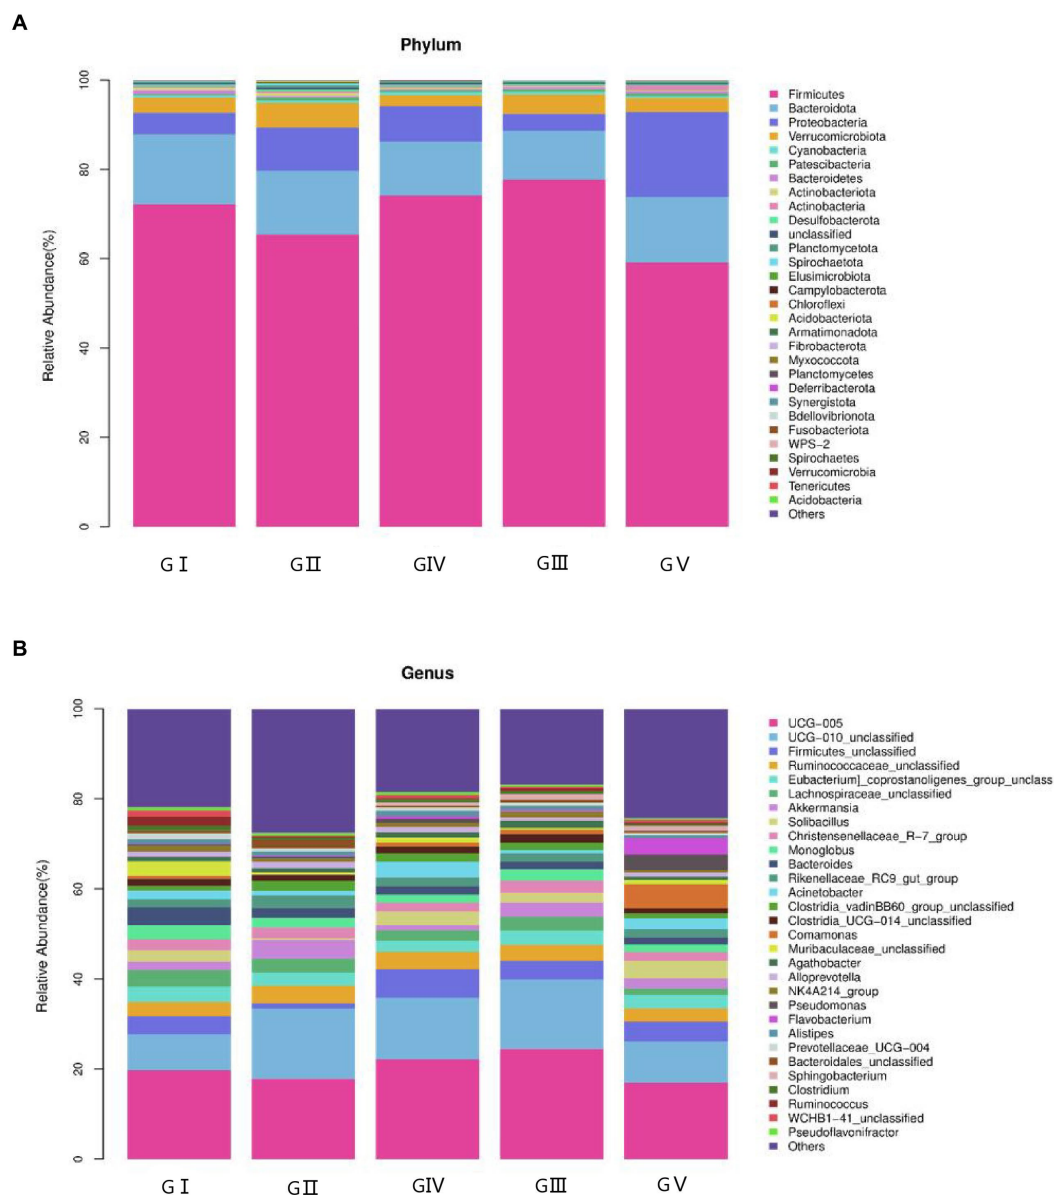 A
Phylum
Relative Abundance(%)
100
80
60
40
20
0
G Ⅰ
GⅡ
GⅣ
GⅢ
G Ⅴ
Firmicutes
Bacteroidota
Proteobacteria
Verrucomicrobiota
Cyanobacteria
Patescibacteria
Bacteroidetes
Actinobacteriota
Actinobacteria
Desulfobacterota
unclassified
Planctomycetota
Spirochaetota
Elusimicrobiota
Campylobacterota
Chloroflexi
Acidobacteriota
Armatimonadota
Fibrobacterota
Myxococcota
Planctomycetes
Deferribacterota
Synergistota
Bdellovibrionota
Fusobacteriota
WPS−2
Spirochaetes
Verrucomicrobia
Tenericutes
Acidobacteria
Others
B
Genus
Relative Abundance(%)
100
80
60
40
20
0
G Ⅰ
GⅡ
GⅣ
GⅢ
G Ⅴ
UCG−005
UCG−010_unclassified
Firmicutes_unclassified
Ruminococcaceae_unclassified
Eubacterium]_coprostanoligenes_group_unclass
Lachnospiraceae_unclassified
Akkermansia
Solibacillus
Christensenellaceae_R−7_group
Monoglobus
Bacteroides
Rikenellaceae_RC9_gut_group
Acinetobacter
Clostridia_vadinBB60_group_unclassified
Clostridia_UCG−014_unclassified
Comamonas
Muribaculaceae_unclassified
Agathobacter
Alloprevotella
NK4A214_group
Pseudomonas
Flavobacterium
Alistipes
Prevotellaceae_UCG−004
Bacteroidales_unclassified
Sphingobacterium
Clostridium
Ruminococcus
WCHB1−41_unclassified
Pseudoflavonifractor
Others